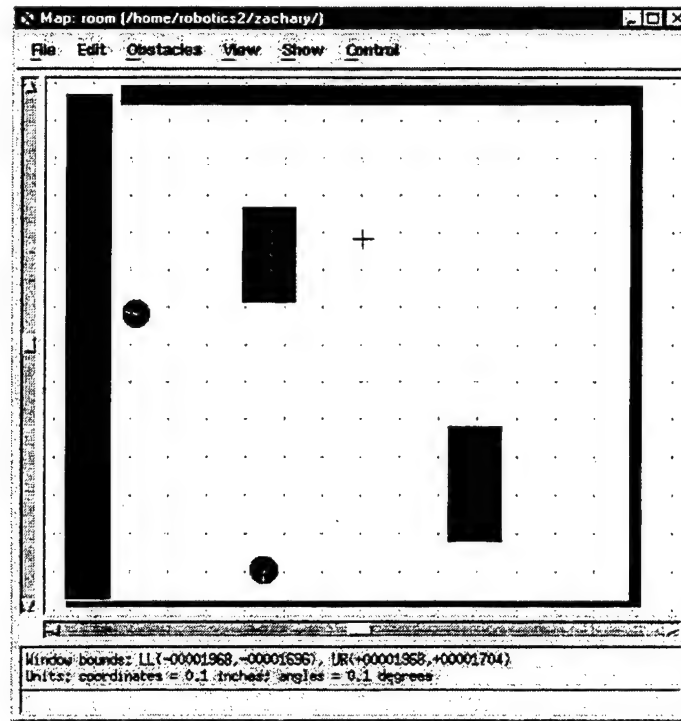 Map: room (/home/robotics2/zachary/)
File Edit Obstacles View Show Control
Window bounds: LL(-00001968,-00001696), UR(+00001968,+00001704)
Units: coordinates = 0.1 inches; angles = 0.1 degrees